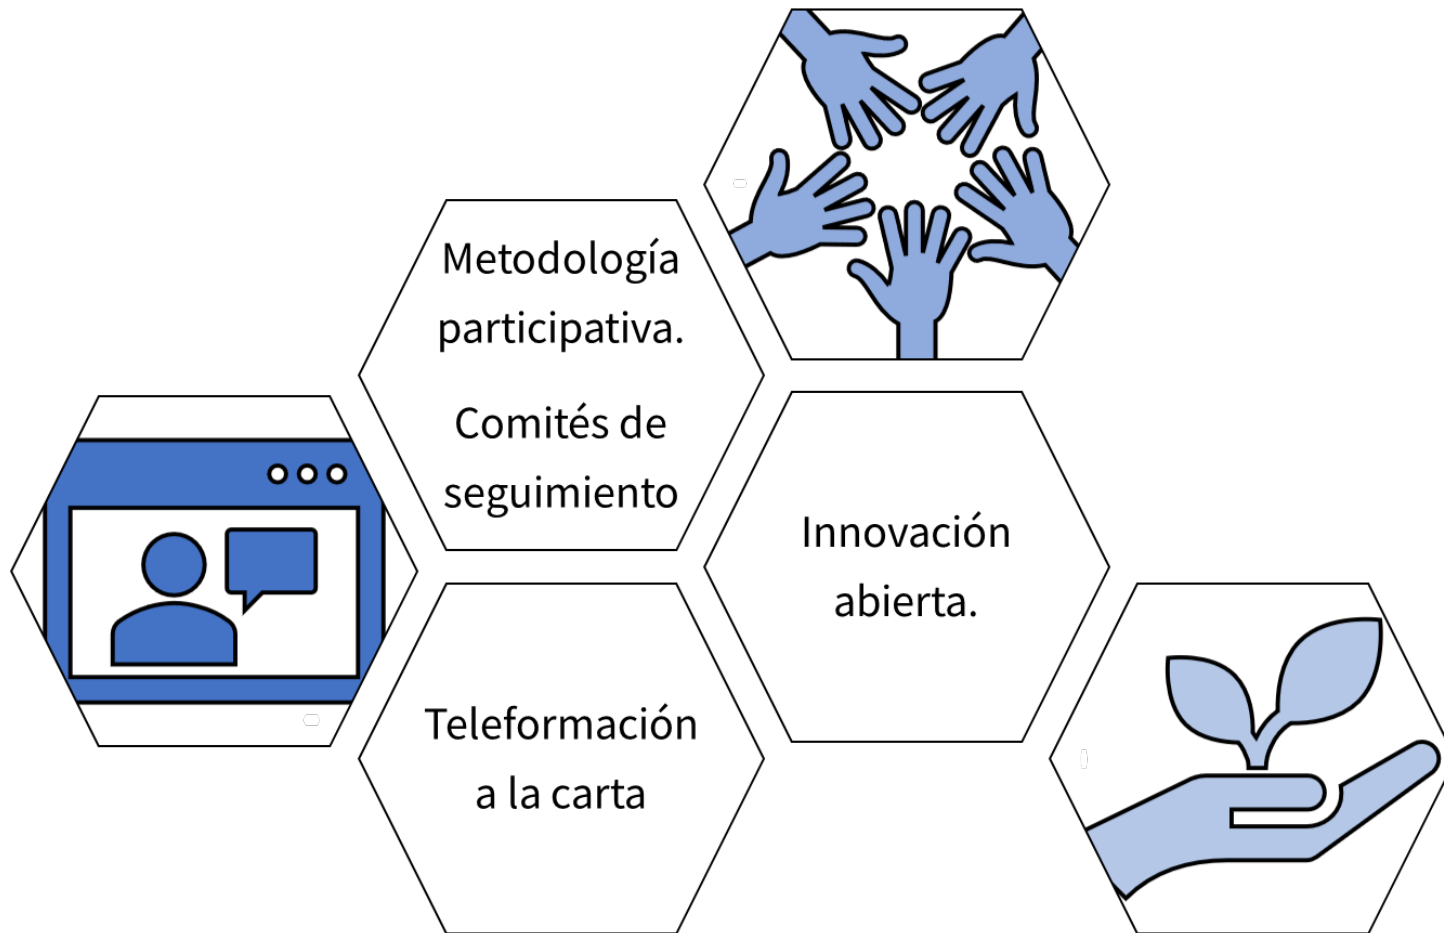 Metodología
participativa.
Comités de
seguimiento
Innovación
abierta.
Teleformación
a la carta